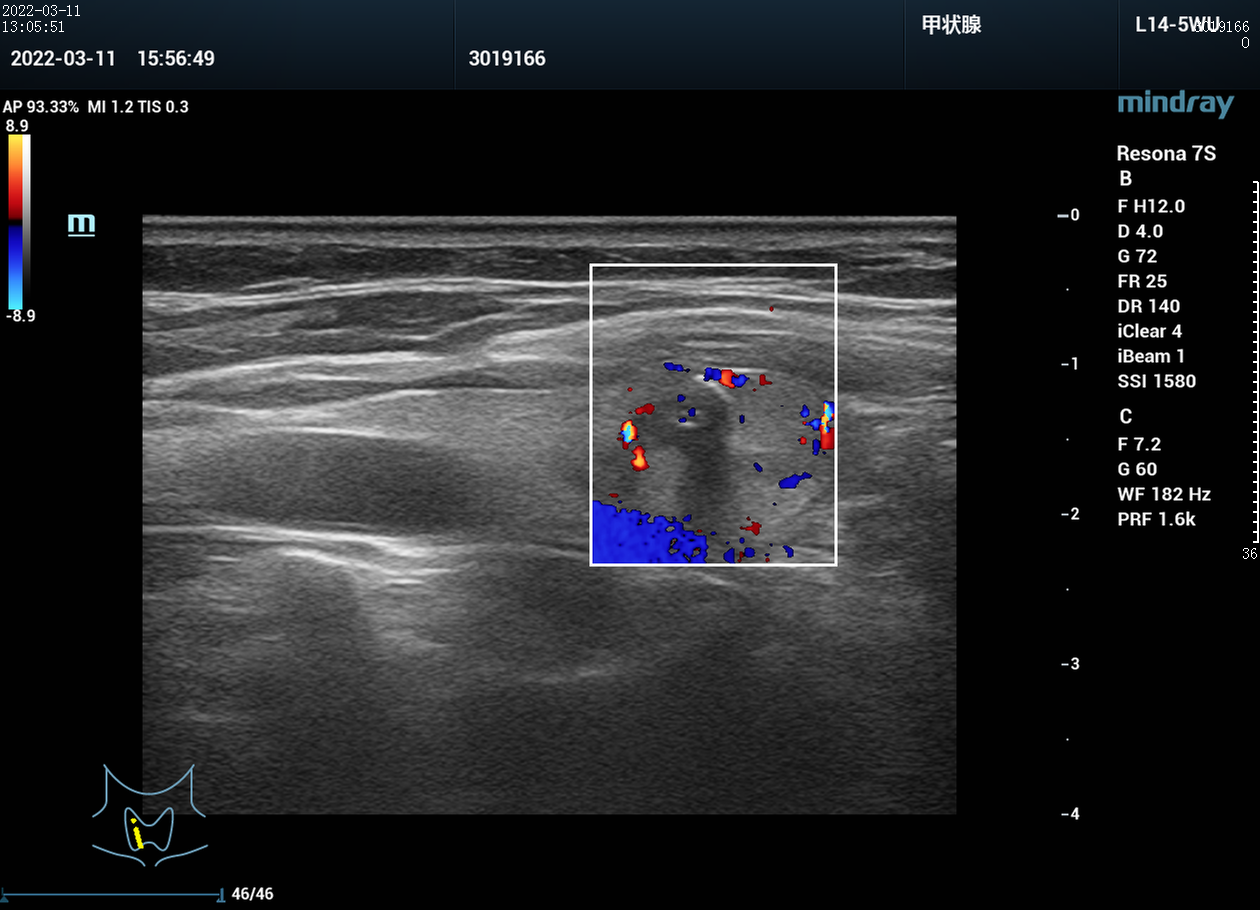 2022-03-11
13:05:51
2022-03-11 15:56:49
3019166
甲状腺
L14-5WU
3019166
0
AP 93.33% MI 1.2 TIS 0.3
8.9
-8.9
m
mindray
Resona 7S
B
F H12.0
D 4.0
G 72
FR 25
DR 140
iClear 4
iBeam 1
SSI 1580
C
F 7.2
G 60
WF 182 Hz
PRF 1.6k
0
-1
-2
-3
-4
36
46/46